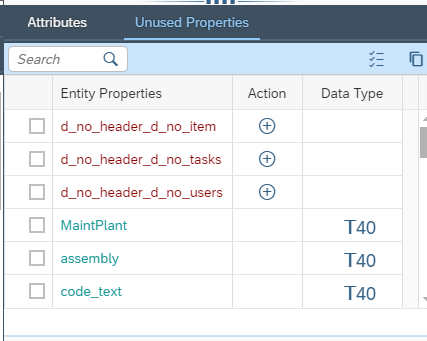 Attributes Unused Properties
Search
Entity Properties Action Data Type
d_no_header_d_no_item
d_no_header_d_no_tasks
d_no_header_d_no_users
MaintPlant T40
assembly T40
code_text T40